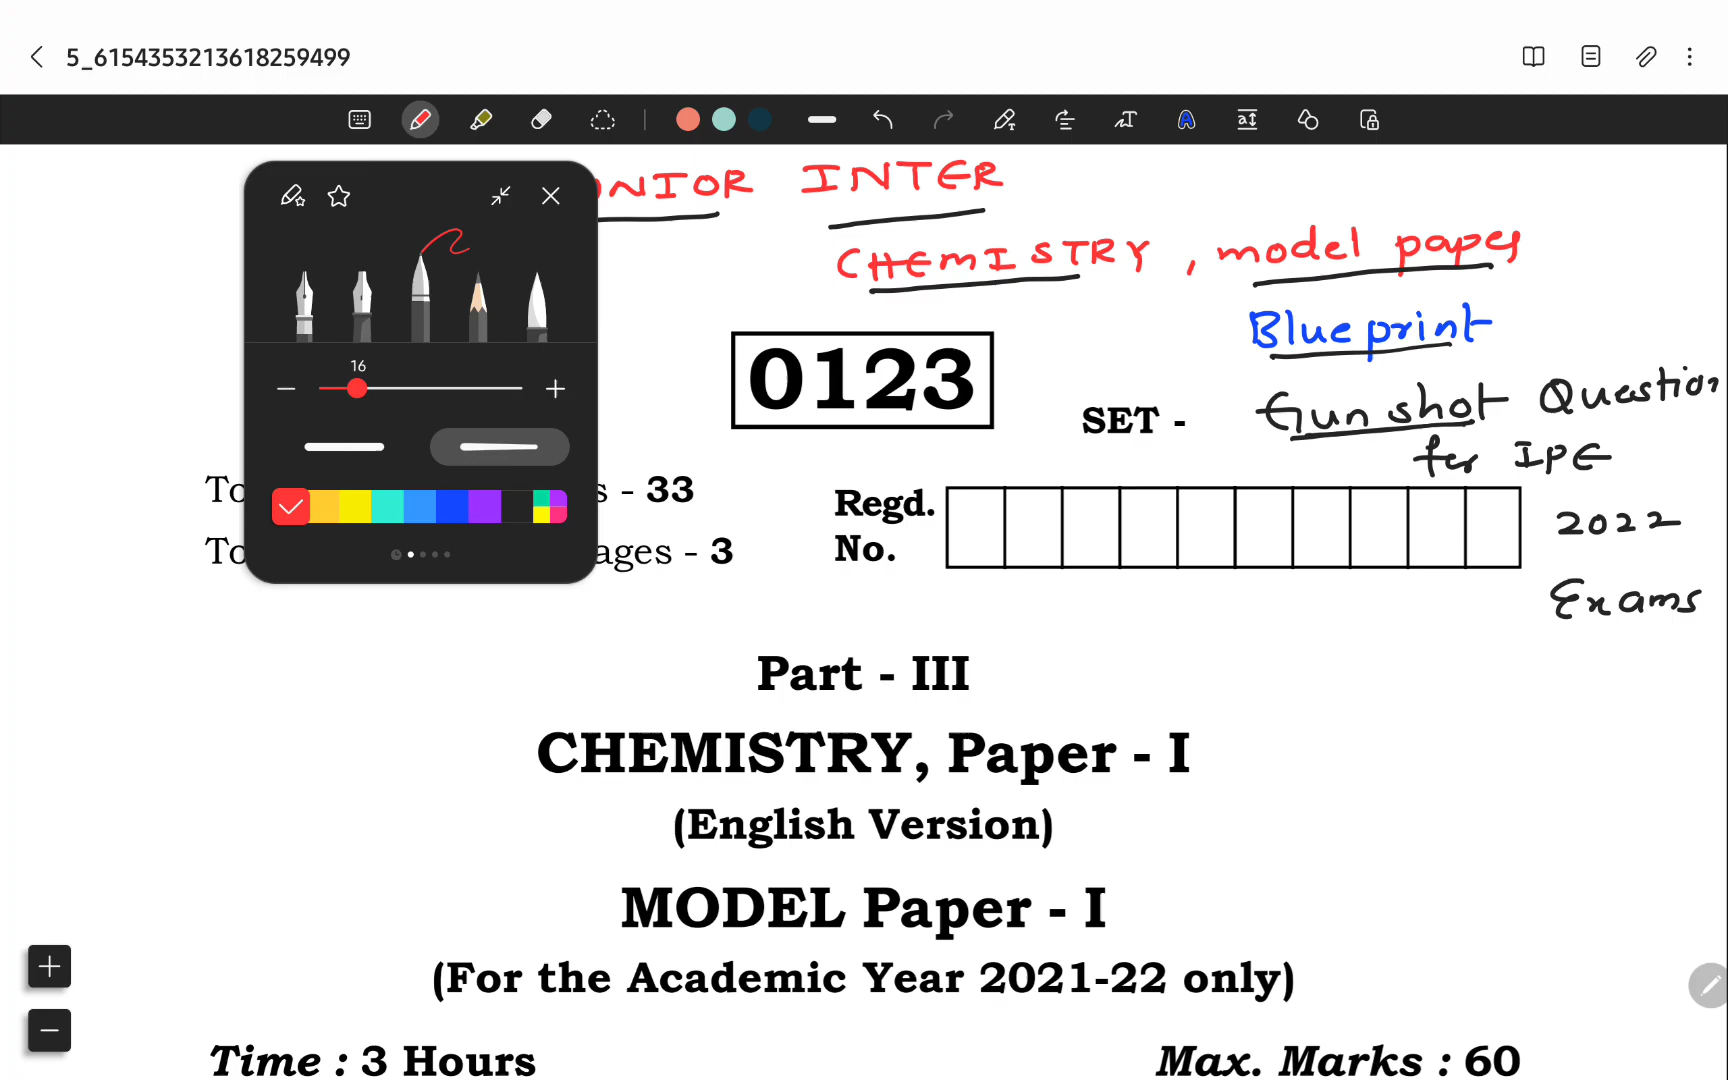 5_6154353213618259499
NIOR INTER
CHEMISTRY, model paper
Blueprint
0123
SET - Gun shot Question
for IPE
To s - 33
Regd.
No.
2022
To ages - 3
Exams
16
Part - III
CHEMISTRY, Paper - I
(English Version)
MODEL Paper - I
(For the Academic Year 2021-22 only)
Time : 3 Hours Max. Marks : 60